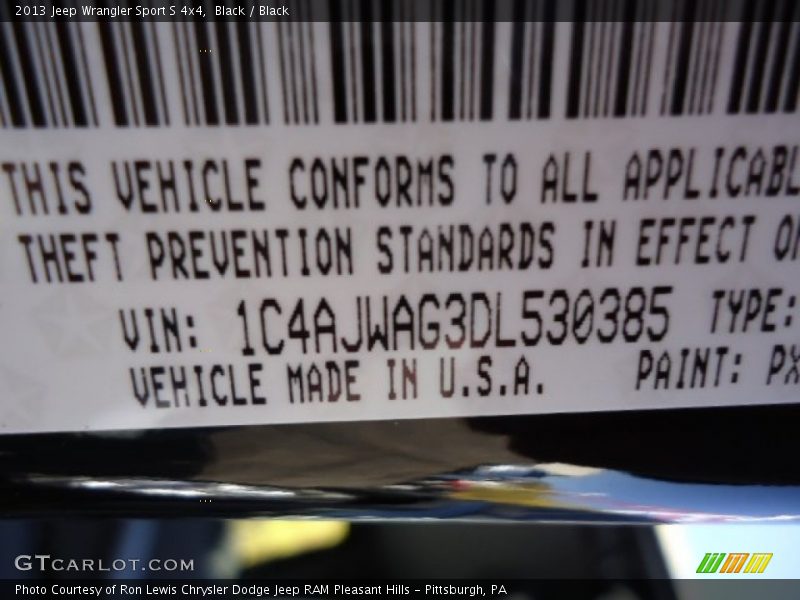 2013 Jeep Wrangler Sport S 4x4, Black / Black
THIS VEHICLE CONFORMS TO ALL APPLICABL
THEFT PREVENTION STANDARDS IN EFFECT ON
VIN: 1C4AJWAG3DL530385 TYPE:
VEHICLE MADE IN U.S.A. PAINT: PX
GTCARLOT.COM
Photo Courtesy of Ron Lewis Chrysler Dodge Jeep RAM Pleasant Hills - Pittsburgh, PA